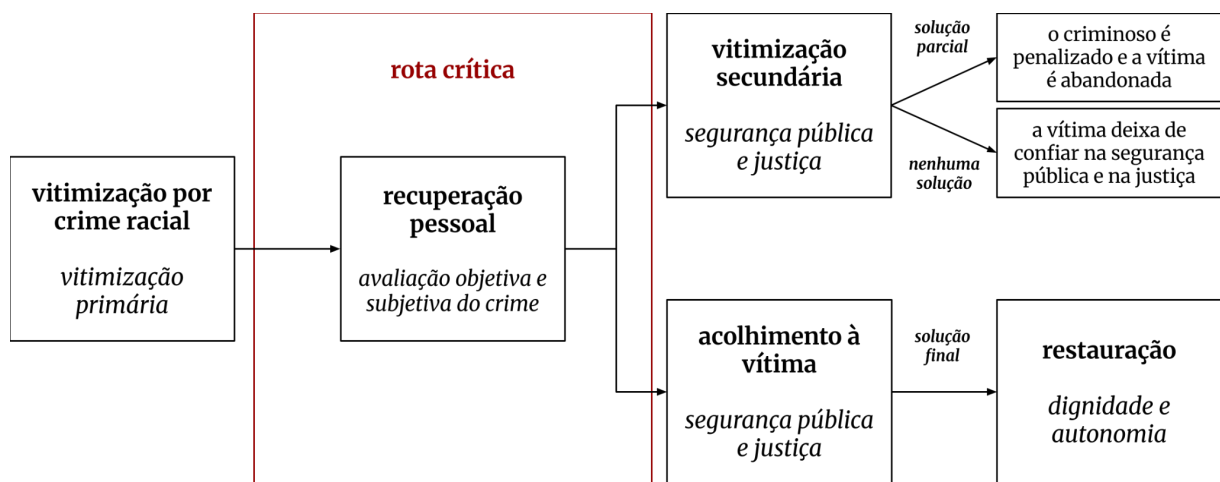 vitimização por
crime racial
vitimização
primária
rota crítica
recuperação
pessoal
avaliação objetiva e
subjetiva do crime
vitimização
secundária
segurança pública
e justiça
solução
parcial
o criminoso é
penalizado e a vítima
é abandonada
nenhuma
solução
a vítima deixa de
confiar na segurança
pública e na justiça
acolhimento à
vítima
segurança pública
e justiça
solução
final
restauração
dignidade e
autonomia